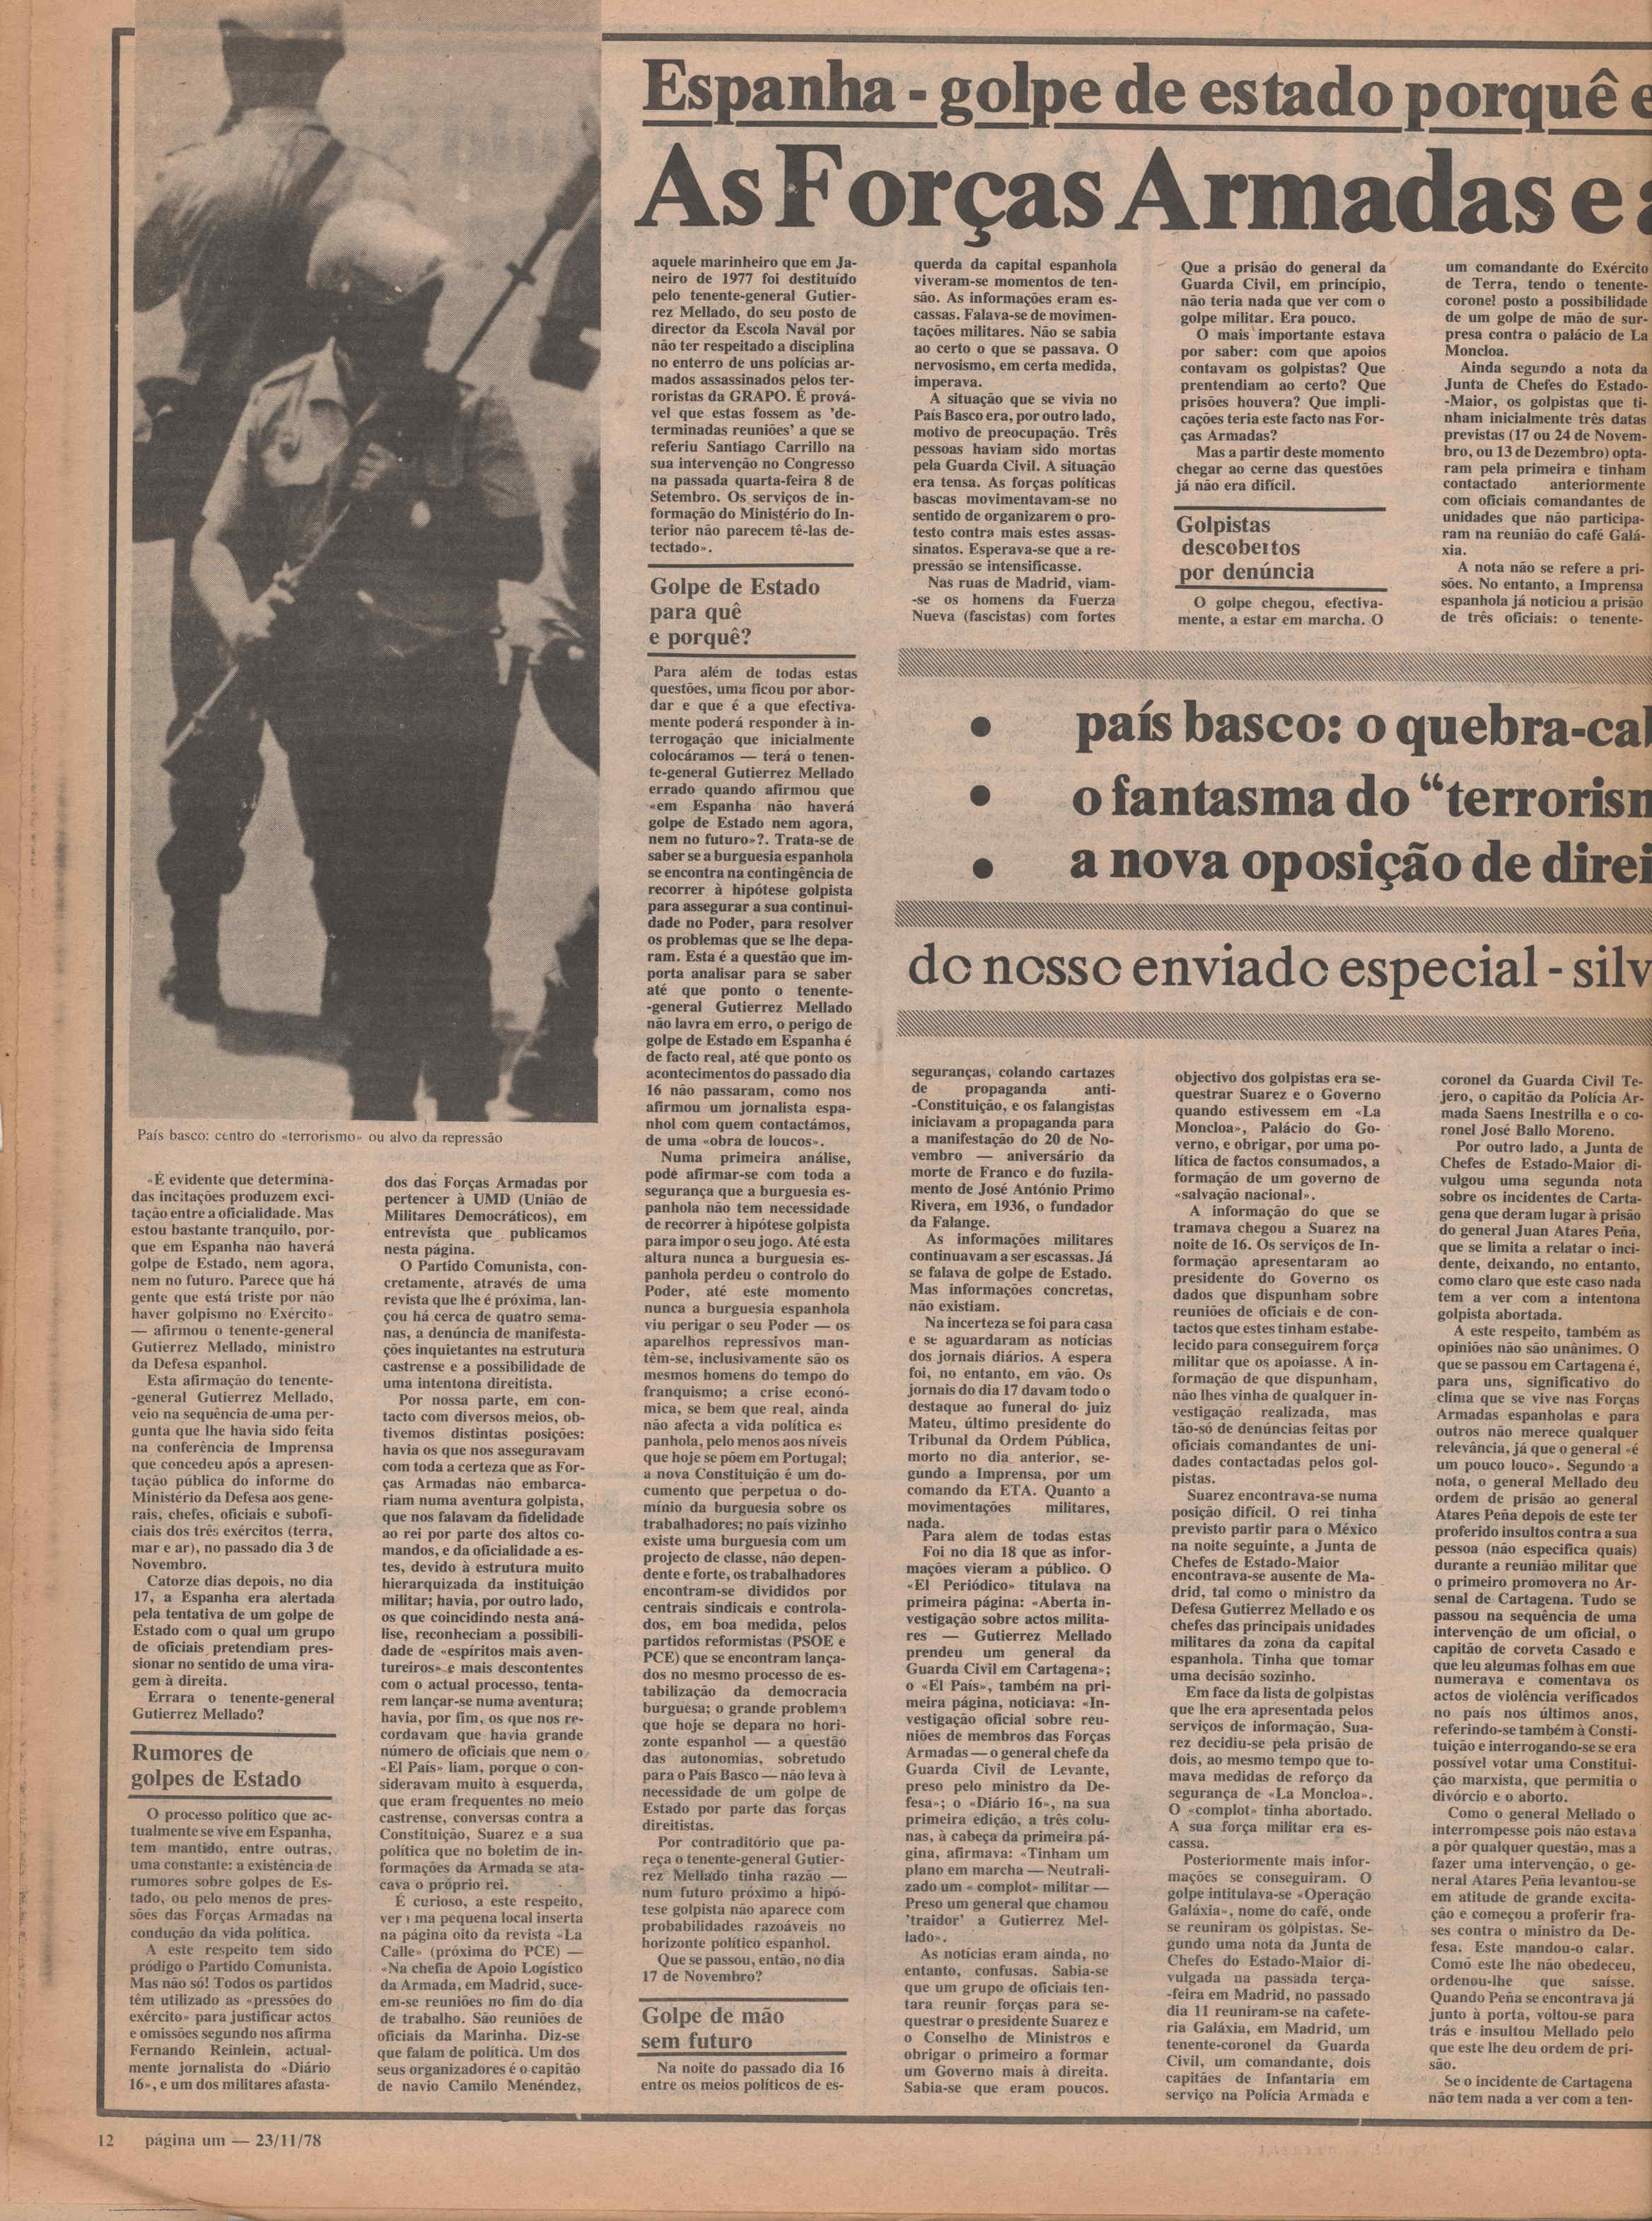 Espanha - golpe de estado porquê e
As Forças Armadas e a
País basco: centro do «terrorismo» ou alvo da repressão
«É evidente que determina-
das incitações produzem exci-
tação entre a oficialidade. Mas
estou bastante tranquilo, por-
que em Espanha não haverá
golpe de Estado, nem agora,
nem no futuro. Parece que há
gente que está triste por não
haver golpismo no Exército»
— afirmou o tenente-general
Gutierrez Mellado, ministro
da Defesa espanhol.
Esta afirmação do tenente-
-general Gutierrez Mellado,
veio na sequência de uma per-
gunta que lhe havia sido feita
na conferência de Imprensa
que concedeu após a apresen-
tação pública do informe do
Ministério da Defesa aos gene-
rais, chefes, oficiais e subofi-
ciais dos três exércitos (terra,
mar e ar), no passado dia 3 de
Novembro.
Catorze dias depois, no dia
17, a Espanha era alertada
pela tentativa de um golpe de
Estado com o qual um grupo
de oficiais pretendiam pres-
sionar no sentido de uma vira-
gem à direita.
Errara o tenente-general
Gutierrez Mellado?
Rumores de
golpes de Estado
O processo político que ac-
tualmente se vive em Espanha,
tem mantido, entre outras,
uma constante: a existência de
rumores sobre golpes de Es-
tado, ou pelo menos de pres-
sões das Forças Armadas na
condução da vida política.
A este respeito tem sido
pródigo o Partido Comunista.
Mas não só! Todos os partidos
têm utilizado as «pressões do
exército» para justificar actos
e omissões segundo nos afirma
Fernando Reinlein, actual-
mente jornalista do «Diário
16», e um dos militares afasta-
dos das Forças Armadas por
pertencer à UMD (União de
Militares Democráticos), em
entrevista que publicamos
nesta página.
O Partido Comunista, con-
cretamente, através de uma
revista que lhe é próxima, lan-
çou há cerca de quatro sema-
nas, a denúncia de manifesta-
ções inquietantes na estrutura
castrense e a possibilidade de
uma intentona direitista.
Por nossa parte, em con-
tacto com diversos meios, ob-
tivemos distintas posições:
havia os que nos asseguravam
com toda a certeza que as For-
ças Armadas não embarca-
riam numa aventura golpista,
que nos falavam da fidelidade
ao rei por parte dos altos co-
mandos, e da oficialidade a es-
tes, devido à estrutura muito
hierarquizada da instituição
militar; havia, por outro lado,
os que coincidindo nesta aná-
lise, reconheciam a possibili-
dade de «espíritos mais aven-
tureiros» e mais descontentes
com o actual processo, tenta-
rem lançar-se numa aventura;
havia, por fim, os que nos re-
cordavam que havia grande
número de oficiais que nem o
«El País» liam, porque o con-
sideravam muito à esquerda,
que eram frequentes no meio
castrense, conversas contra a
Constituição, Suarez e a sua
política que no boletim de in-
formações da Armada se ata-
cava o próprio rei.
É curioso, a este respeito,
ver ma pequena local inserta
na página oito da revista «La
Calle» (próxima do PCE) —
«Na chefia de Apoio Logístico
da Armada, em Madrid, suce-
em-se reuniões no fim do dia
de trabalho. São reuniões de
oficiais da Marinha. Diz-se
que falam de política. Um dos
seus organizadores é o capitão
de navio Camilo Menéndez,
aquele marinheiro que em Ja-
neiro de 1977 foi destituído
pelo tenente-general Gutier-
rez Mellado, do seu posto de
director da Escola Naval por
não ter respeitado a disciplina
no enterro de uns polícias ar-
mados assassinados pelos ter-
roristas da GRAPO. É prová-
vel que estas fossem as 'de-
terminadas reuniões' a que se
referiu Santiago Carrillo na
sua intervenção no Congresso
na passada quarta-feira 8 de
Setembro. Os serviços de in-
formação do Ministério do In-
terior não parecem tê-las de-
tectado».
Golpe de Estado
para quê
e porquê?
Para além de todas estas
questões, uma ficou por abor-
dar e que é a que efectiva-
mente poderá responder à in-
terrogação que inicialmente
colocáramos — terá o tenen-
te-general Gutierrez Mellado
errado quando afirmou que
«em Espanha não haverá
golpe de Estado nem agora,
nem no futuro»?. Trata-se de
saber se a burguesia espanhola
se encontra na contingência de
recorrer à hipótese golpista
para assegurar a sua continui-
dade no Poder, para resolver
os problemas que se lhe depa-
ram. Esta é a questão que im-
porta analisar para se saber
até que ponto o tenente-
-general Gutierrez Mellado
não lavra em erro, o perigo de
golpe de Estado em Espanha é
de facto real, até que ponto os
acontecimentos do passado dia
16 não passaram, como nos
afirmou um jornalista espa-
nhol com quem contactámos,
de uma «obra de loucos».
Numa primeira análise,
pode afirmar-se com toda a
segurança que a burguesia es-
panhola não tem necessidade
de recorrer à hipótese golpista
para impor o seu jogo. Até esta
altura nunca a burguesia es-
panhola perdeu o controlo do
Poder, até este momento
nunca a burguesia espanhola
viu perigar o seu Poder — os
aparelhos repressivos man-
têm-se, inclusivamente são os
mesmos homens do tempo do
franquismo; a crise econó-
mica, se bem que real, ainda
não afecta a vida política es
panhola, pelo menos aos níveis
que hoje se põem em Portugal;
a nova Constituição é um do-
cumento que perpetua o do-
mínio da burguesia sobre os
trabalhadores; no país vizinho
existe uma burguesia com um
projecto de classe, não depen-
dente e forte, os trabalhadores
encontram-se divididos por
centrais sindicais e controla-
dos, em boa medida, pelos
partidos reformistas (PSOE e
PCE) que se encontram lança-
dos no mesmo processo de es-
tabilização da democracia
burguesa; o grande problema
que hoje se depara no hori-
zonte espanhol — a questão
das autonomias, sobretudo
para o País Basco — não leva à
necessidade de um golpe de
Estado por parte das forças
direitistas.
Por contraditório que pa-
reça o tenente-general Gutier-
rez Mellado tinha razão —
num futuro próximo a hipó-
tese golpista não aparece com
probabilidades razoáveis no
horizonte político espanhol.
Que se passou, então, no dia
17 de Novembro?
Golpe de mão
sem futuro
Na noite do passado dia 16
entre os meios políticos de es-
querda da capital espanhola
viveram-se momentos de ten-
são. As informações eram es-
cassas. Falava-se de movimen-
tações militares. Não se sabia
ao certo o que se passava. O
nervosismo, em certa medida,
imperava.
A situação que se vivia no
País Basco era, por outro lado,
motivo de preocupação. Três
pessoas haviam sido mortas
pela Guarda Civil. A situação
era tensa. As forças políticas
bascas movimentavam-se no
sentido de organizarem o pro-
testo contra mais estes assas-
sinatos. Esperava-se que a re-
pressão se intensificasse.
Nas ruas de Madrid, viam-
-se os homens da Fuerza
Nueva (fascistas) com fortes
Que a prisão do general da
Guarda Civil, em princípio,
não teria nada que ver com o
golpe militar. Era pouco.
O mais importante estava
por saber: com que apoios
contavam os golpistas? Que
prentendiam ao certo? Que
prisões houvera? Que impli-
cações teria este facto nas For-
ças Armadas?
Mas a partir deste momento
chegar ao cerne das questões
já não era difícil.
Golpistas
descobertos
por denúncia
O golpe chegou, efectiva-
mente, a estar em marcha. O
um comandante do Exército
de Terra, tendo o tenente-
coronel posto a possibilidade
de um golpe de mão de sur-
presa contra o palácio de La
Moncloa.
Ainda segundo a nota da
Junta de Chefes do Estado-
-Maior, os golpistas que ti-
nham inicialmente três datas
previstas (17 ou 24 de Novem-
bro, ou 13 de Dezembro) opta-
ram pela primeira e tinham
contactado anteriormente
com oficiais comandantes de
unidades que não participa-
ram na reunião do café Galá-
xia.
A nota não se refere a pri-
sões. No entanto, a Imprensa
espanhola já noticiou a prisão
de três oficiais: o tenente-
• país basco: o quebra-cab
• o fantasma do "terrorism
• a nova oposição de direi
do nosso enviado especial - silv
seguranças, colando cartazes
de propaganda anti-
-Constituição, e os falangistas
iniciavam a propaganda para
a manifestação do 20 de No-
vembro — aniversário da
morte de Franco e do fuzila-
mento de José António Primo
Rivera, em 1936, o fundador
da Falange.
As informações militares
continuavam a ser escassas. Já
se falava de golpe de Estado.
Mas informações concretas,
não existiam.
Na incerteza se foi para casa
e se aguardaram as notícias
dos jornais diários. A espera
foi, no entanto, em vão. Os
jornais do dia 17 davam todo o
destaque ao funeral do juiz
Mateu, último presidente do
Tribunal da Ordem Pública,
morto no dia anterior, se-
gundo a Imprensa, por um
comando da ETA. Quanto a
movimentações militares,
nada.
Para além de todas estas
Foi no dia 18 que as infor-
mações vieram a público. O
«El Periódico» titulava na
primeira página: «Aberta in-
vestigação sobre actos milita-
res — Gutierrez Mellado
prendeu um general da
Guarda Civil em Cartagena»;
o «El País», também na pri-
meira página, noticiava: «In-
vestigação oficial sobre reu-
niões de membros das Forças
Armadas — o general chefe da
Guarda Civil de Levante,
preso pelo ministro da De-
fesa»; o «Diário 16», na sua
primeira edição, a três colu-
nas, à cabeça da primeira pá-
gina, afirmava: «Tinham um
plano em marcha — Neutrali-
zado um « complot» militar —
Preso um general que chamou
'traidor' a Gutierrez Mel-
lado».
As notícias eram ainda, no
entanto, confusas. Sabia-se
que um grupo de oficiais ten-
tara reunir forças para se-
questrar o presidente Suarez e
o Conselho de Ministros e
obrigar o primeiro a formar
um Governo mais à direita.
Sabia-se que eram poucos.
objectivo dos golpistas era se-
questrar Suarez e o Governo
quando estivessem em «La
Moncloa», Palácio do Go-
verno, e obrigar, por uma po-
lítica de factos consumados, a
formação de um governo de
«salvação nacional».
A informação do que se
tramava chegou a Suarez na
noite de 16. Os serviços de In-
formação apresentaram ao
presidente do Governo os
dados que dispunham sobre
reuniões de oficiais e de con-
tactos que estes tinham estabe-
lecido para conseguirem força
militar que os apoiasse. A in-
formação de que dispunham,
não lhes vinha de qualquer in-
vestigação realizada, mas
tão-só de denúncias feitas por
oficiais comandantes de uni-
dades contactadas pelos gol-
pistas.
Suarez encontrava-se numa
posição difícil. O rei tinha
previsto partir para o México
na noite seguinte, a Junta de
Chefes de Estado-Maior
encontrava-se ausente de Ma-
drid, tal como o ministro da
Defesa Gutierrez Mellado e os
chefes das principais unidades
militares da zona da capital
espanhola. Tinha que tomar
uma decisão sozinho.
Em face da lista de golpistas
que lhe era apresentada pelos
serviços de informação, Sua-
rez decidiu-se pela prisão de
dois, ao mesmo tempo que to-
mava medidas de reforço da
segurança de «La Moncloa».
O «complot» tinha abortado.
A sua força militar era es-
cassa.
Posteriormente mais infor-
mações se conseguiram. O
golpe intitulava-se «Operação
Galáxia», nome do café, onde
se reuniram os golpistas. Se-
gundo uma nota da Junta de
Chefes do Estado-Maior di-
vulgada na passada terça-
-feira em Madrid, no passado
dia 11 reuniram-se na cafete-
ria Galáxia, em Madrid, um
tenente-coronel da Guarda
Civil, um comandante, dois
capitães de Infantaria em
serviço na Polícia Armada e
coronel da Guarda Civil Te-
jero, o capitão da Polícia Ar-
mada Saens Inestrilla e o co-
ronel José Ballo Moreno.
Por outro lado, a Junta de
Chefes de Estado-Maior di-
vulgou uma segunda nota
sobre os incidentes de Carta-
gena que deram lugar à prisão
do general Juan Atares Peña,
que se limita a relatar o inci-
dente, deixando, no entanto,
como claro que este caso nada
tem a ver com a intentona
golpista abortada.
A este respeito, também as
opiniões não são unânimes. O
que se passou em Cartagena é,
para uns, significativo do
clima que se vive nas Forças
Armadas espanholas e para
outros não merece qualquer
relevância, já que o general «é
um pouco louco». Segundo a
nota, o general Mellado deu
ordem de prisão ao general
Atares Peña depois de este ter
proferido insultos contra a sua
pessoa (não especifica quais)
durante a reunião militar que
o primeiro promovera no Ar-
senal de Cartagena. Tudo se
passou na sequência de uma
intervenção de um oficial, o
capitão de corveta Casado e
que leu algumas folhas em que
numerava e comentava os
actos de violência verificados
no país nos últimos anos,
referindo-se também à Consti-
tuição e interrogando-se se era
possível votar uma Constitui-
ção marxista, que permitia o
divórcio e o aborto.
Como o general Mellado o
interrompesse pois não estava
a pôr qualquer questão, mas a
fazer uma intervenção, o ge-
neral Atares Peña levantou-se
em atitude de grande excita-
ção e começou a proferir fra-
ses contra o ministro da De-
fesa. Este mandou-o calar.
Como este lhe não obedeceu,
ordenou-lhe que saísse.
Quando Peña se encontrava já
junto à porta, voltou-se para
trás e insultou Mellado pelo
que este lhe deu ordem de pri-
são.
Se o incidente de Cartagena
não tem nada a ver com a ten-
12 página um — 23/11/78